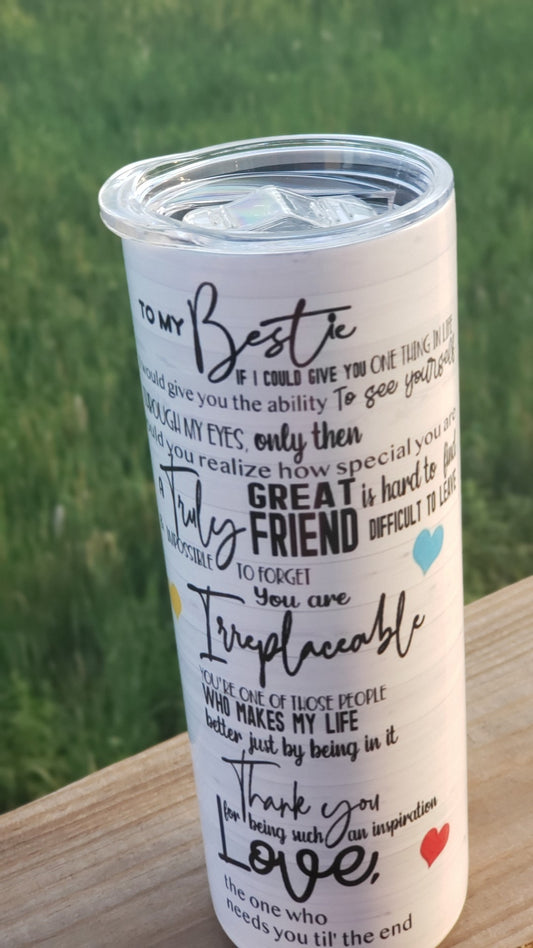 TO MY Bestie
IF I COULD GIVE YOU ONE THING IN LIFE
would give you the ability To see yourself
THROUGH MY EYES, only then
would you realize how special you are
A Truly GREAT FRIEND is hard to find
DIFFICULT TO LEAVE
& IMPOSSIBLE TO FORGET
You are
Irreplaceable
YOU'RE ONE OF THOSE PEOPLE
WHO MAKES MY LIFE
better just by being in it
Thank you
for being such an inspiration
Love,
the one who
needs you til' the end